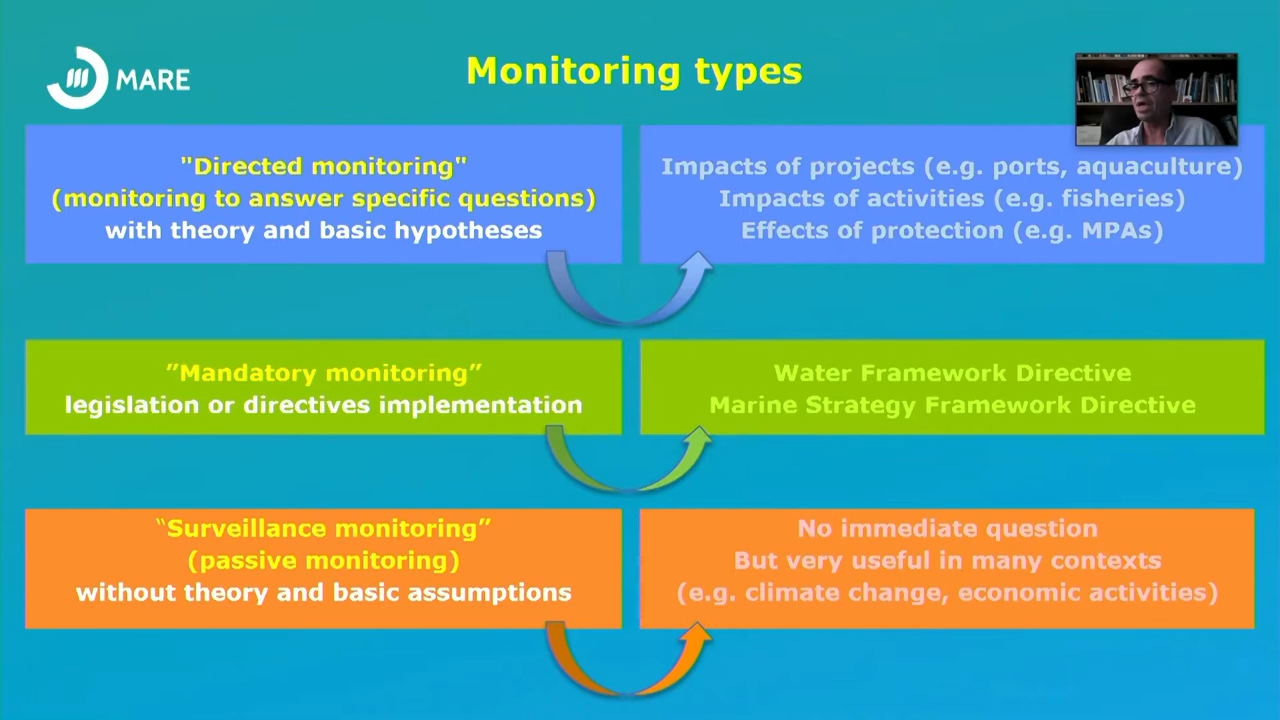 MARE
Monitoring types
"Directed monitoring"
(monitoring to answer specific questions)
with theory and basic hypotheses
Impacts of projects (e.g. ports, aquaculture)
Impacts of activities (e.g. fisheries)
Effects of protection (e.g. MPAs)
”Mandatory monitoring”
legislation or directives implementation
Water Framework Directive
Marine Strategy Framework Directive
“Surveillance monitoring”
(passive monitoring)
without theory and basic assumptions
No immediate question
But very useful in many contexts
(e.g. climate change, economic activities)